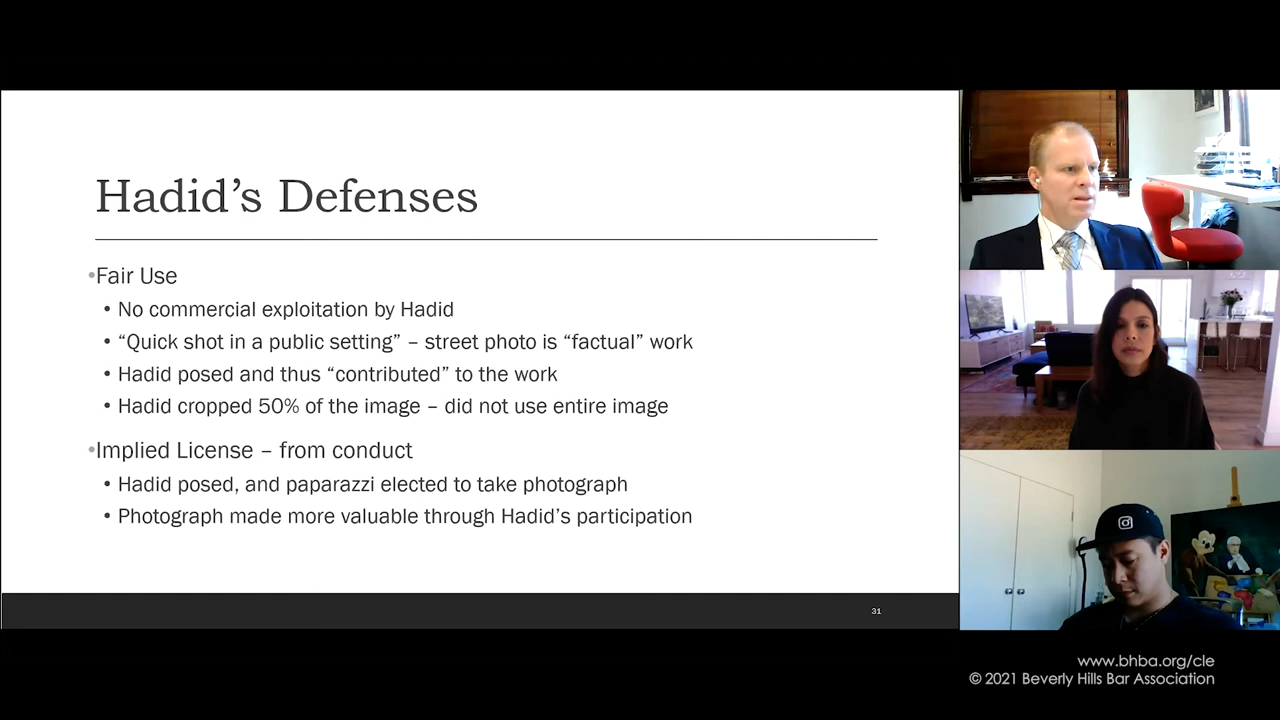 Hadid’s Defenses
•Fair Use
• No commercial exploitation by Hadid
• “Quick shot in a public setting” – street photo is “factual” work
• Hadid posed and thus “contributed” to the work
• Hadid cropped 50% of the image – did not use entire image
•Implied License – from conduct
• Hadid posed, and paparazzi elected to take photograph
• Photograph made more valuable through Hadid’s participation
31
www.bhba.org/cle
© 2021 Beverly Hills Bar Association